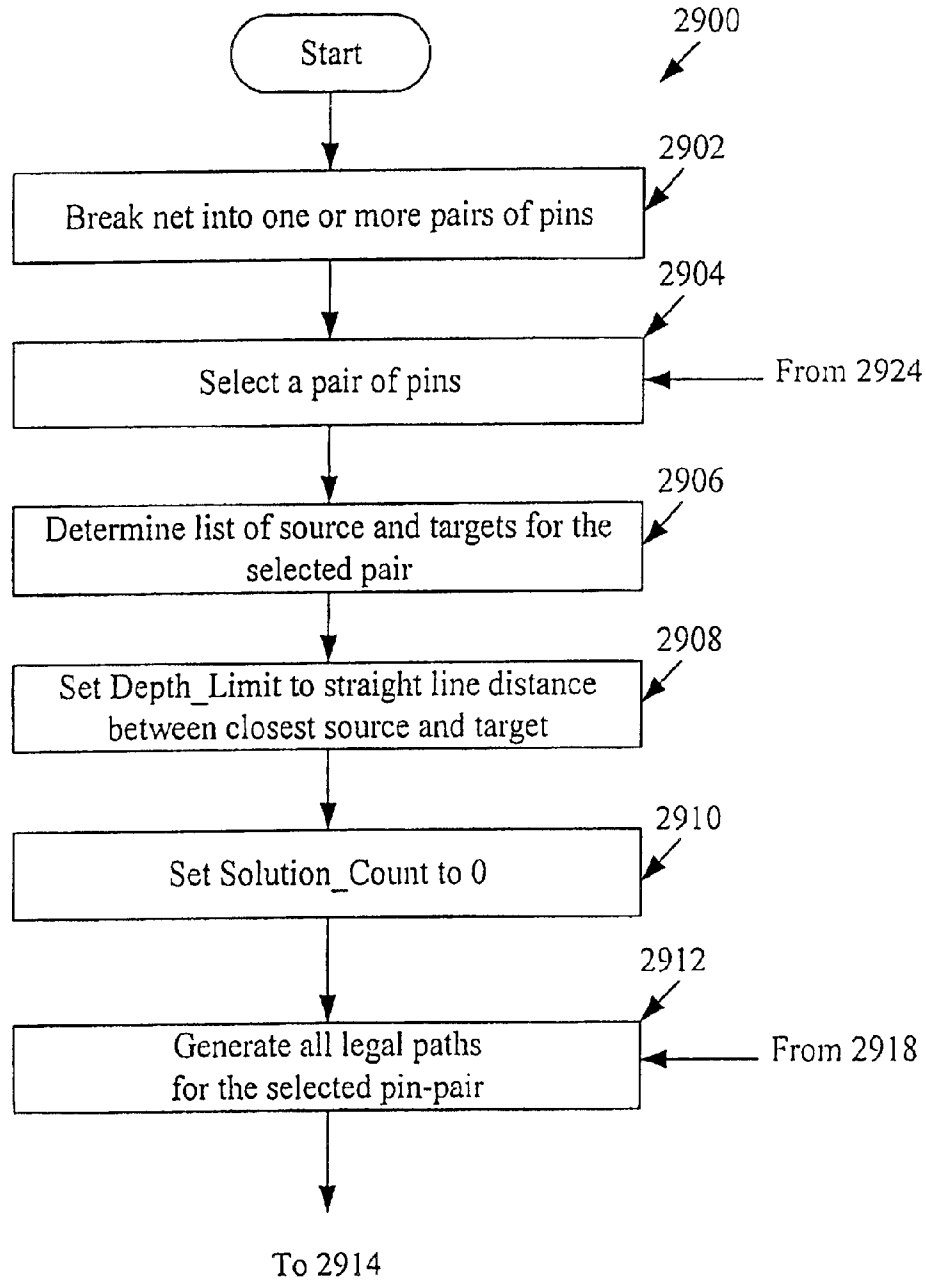 2900
Start
2902
Break net into one or more pairs of pins
2904
Select a pair of pins
From 2924
2906
Determine list of source and targets for the
selected pair
2908
Set Depth_Limit to straight line distance
between closest source and target
2910
Set Solution_Count to 0
2912
Generate all legal paths
for the selected pin-pair
From 2918
To 2914